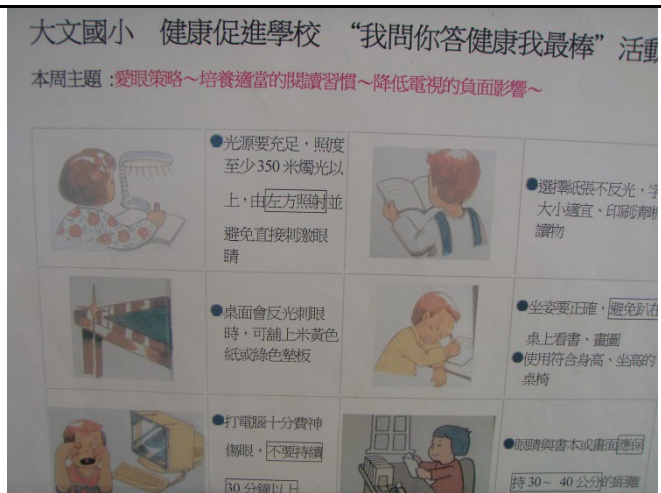 大文國小　健康促進學校　“我問你答健康我最棒”活動
本周主題：愛眼策略～培養適當的閱讀習慣～降低電視的負面影響～
●光源要充足，照度
至少350米燭光以
上，由左方照射並
避免直接刺激眼
睛
●選擇紙張不反光，字
大小適宜、印刷清晰
讀物
●桌面會反光刺眼
時，可舖上米黃色
紙或綠色墊板
●坐姿要正確，避免趴在
桌上看書、畫圖
●使用符合身高、坐高的
桌椅
●打電腦十分費神
傷眼，不要持續
30分鐘以上
●眼睛與書本或畫面應保
持30～ 40公分的距離